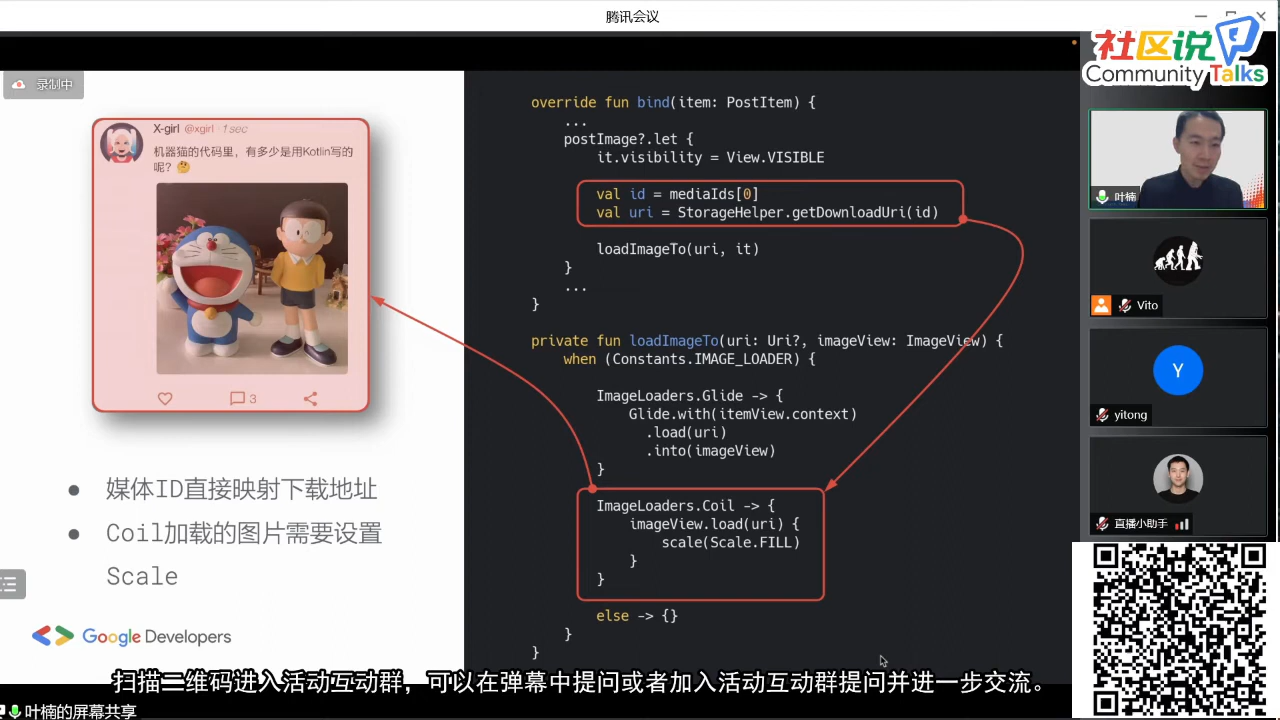 腾讯会议
社区说
Community Talks
录制中
X-girl @xgirl · 1 sec
机器猫的代码里，有多少是用Kotlin写的
呢？🤔
3
● 媒体ID直接映射下载地址
● Coil加载的图片需要设置
Scale
Google Developers
override fun bind(item: PostItem) {
...
postImage?.let {
it.visibility = View.VISIBLE
val id = mediaIds[0]
val uri = StorageHelper.getDownloadUri(id)
loadImageTo(uri, it)
}
...
}
private fun loadImageTo(uri: Uri?, imageView: ImageView) {
when (Constants.IMAGE_LOADER) {
ImageLoaders.Glide -> {
Glide.with(itemView.context)
.load(uri)
.into(imageView)
}
ImageLoaders.Coil -> {
imageView.load(uri) {
scale(Scale.FILL)
}
}
else -> {}
}
}
叶楠
Vito
Y
yitong
直播小助手
扫描二维码进入活动互动群，可以在弹幕中提问或者加入活动互动群提问并进一步交流。
叶楠的屏幕共享